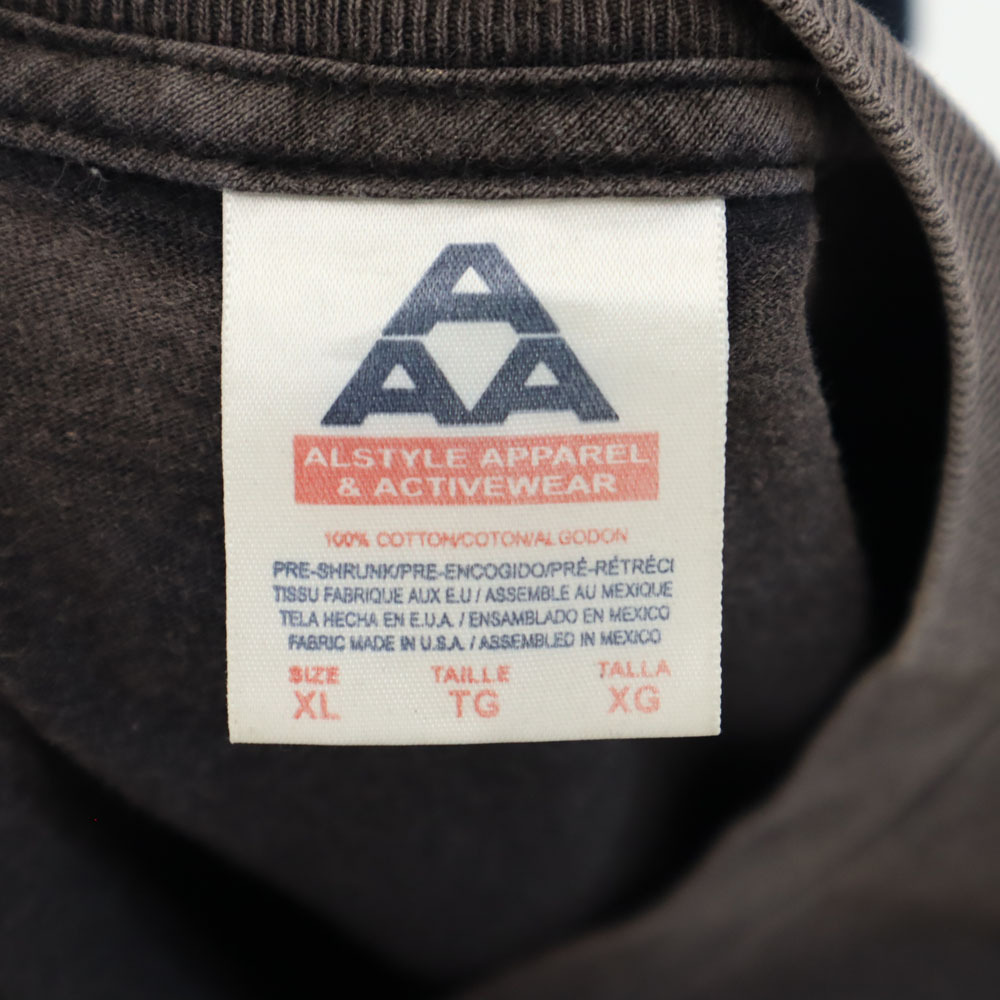 A
AA
ALSTYLE APPAREL
& ACTIVEWEAR
100% COTTON/COTON/ALGODON
PRE-SHRUNK/PRE-ENCOGIDO/PRÉ-RÉTRÉCI
TISSU FABRIQUE AUX E.U / ASSEMBLE AU MEXIQUE
TELA HECHA EN E.U.A. / ENSAMBLADO EN MEXICO
FABRIC MADE IN U.S.A. / ASSEMBLED IN MEXICO
SIZE TAILLE TALLA
XL TG XG